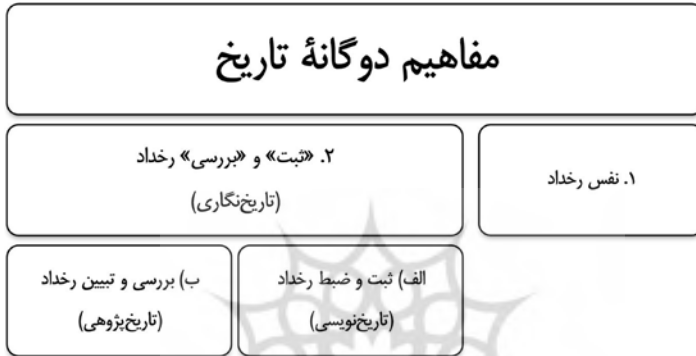 مفاهیم دوگانهٔ تاریخ
۱. نفس رخداد
۲. «ثبت» و «بررسی» رخداد
(تاریخ‌نگاری)
الف) ثبت و ضبط رخداد
(تاریخ‌نویسی)
ب) بررسی و تبیین رخداد
(تاریخ‌پژوهی)